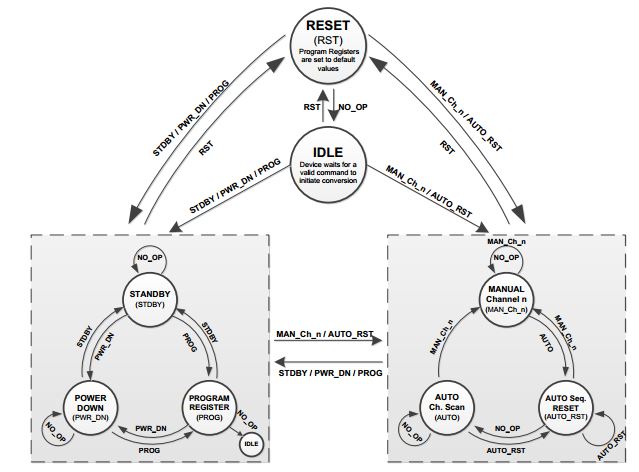 RESET
(RST)
Program Registers
are set to default
values
STDBY / PWR_DN / PROG
RST
RST
NO_OP
MAN_Ch_n / AUTO_RST
RST
IDLE
Device waits for a
valid command to
initiate conversion
STDBY / PWR_DN / PROG
MAN_Ch_n / AUTO_RST
NO_OP
STANDBY
(STDBY)
STDBY
PWR_DN
STDBY
PROG
POWER
DOWN
(PWR_DN)
NO_OP
PWR_DN
PROG
PROGRAM
REGISTER
(PROG)
NO_OP
IDLE
MAN_Ch_n / AUTO_RST
STDBY / PWR_DN / PROG
MAN_Ch_n
NO_OP
MANUAL
Channel n
(MAN_Ch_n)
MAN_Ch_n
MAN_Ch_n
AUTO
AUTO
Ch. Scan
(AUTO)
NO_OP
NO_OP
AUTO_RST
AUTO Seq.
RESET
(AUTO_RST)
AUTO_RST